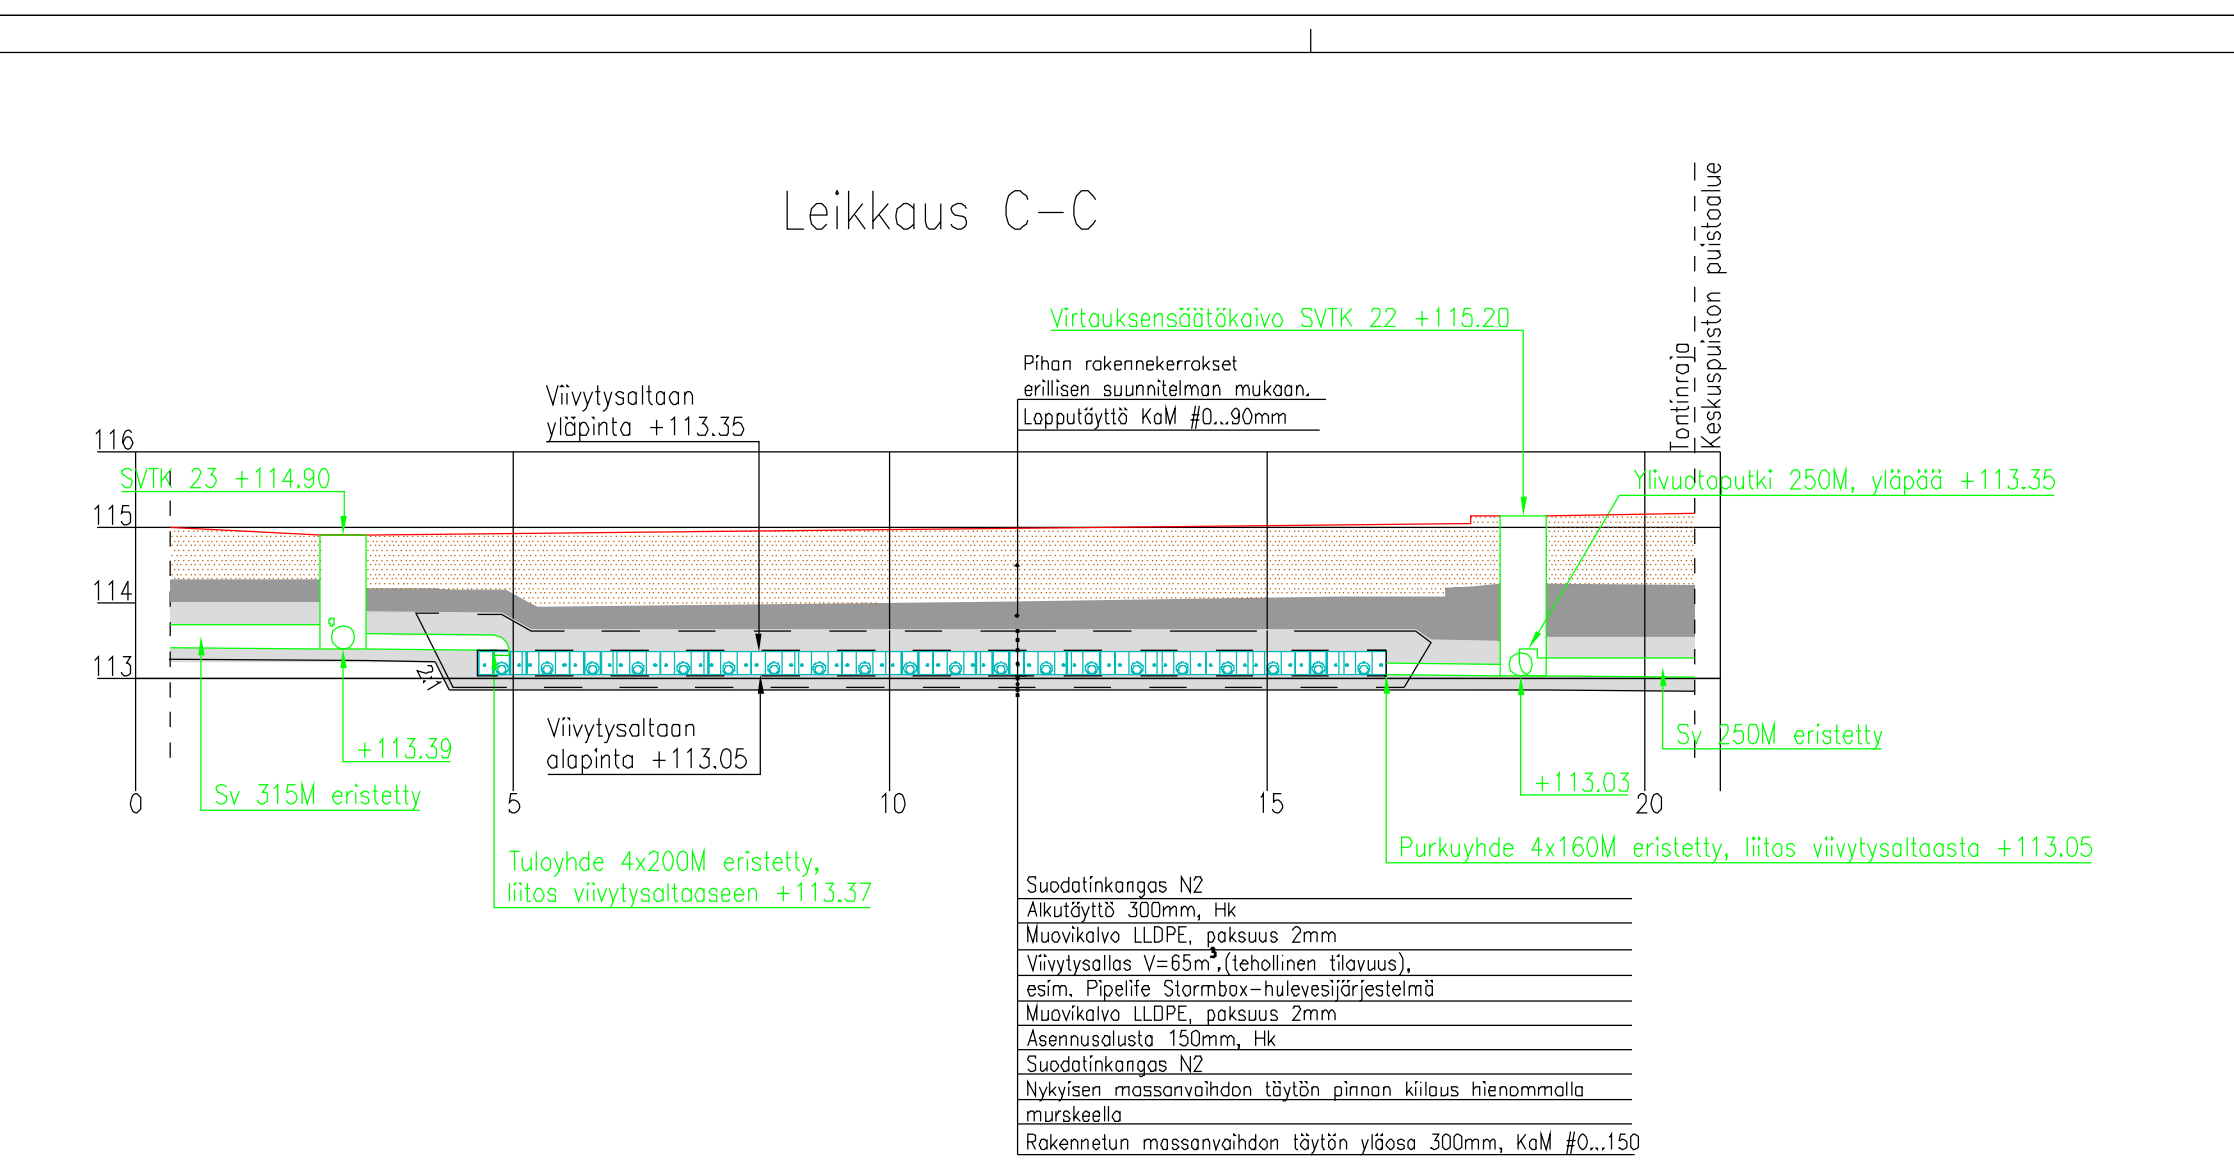 Leikkaus C-C
Tontinraja
Keskuspuiston puistoalue
Virtauksensäätökaivo SVTK 22 +115.20
Pihan rakennekerrokset
erillisen suunnitelman mukaan.
Lopputäyttö KaM #0...90mm
Viivytysaltaan
yläpinta +113.35
116
SVTK 23 +114.90
Ylivuotoputki 250M, yläpää +113.35
115
114
113
2:1
Viivytysaltaan
alapinta +113.05
+113.39
Sv 250M eristetty
+113.03
Sv 315M eristetty
0
5
10
15
20
Tuloyhde 4x200M eristetty,
liitos viivytysaltaaseen +113.37
Purkuyhde 4x160M eristetty, liitos viivytysaltaasta +113.05
Suodatinkangas N2
Alkutäyttö 300mm, Hk
Muovikalvo LLDPE, paksuus 2mm
Viivytysallas V=65m³,(tehollinen tilavuus),
esim. Pipelife Stormbox-hulevesijärjestelmä
Muovikalvo LLDPE, paksuus 2mm
Asennusalusta 150mm, Hk
Suodatinkangas N2
Nykyisen massanvaihdon täytön pinnan kiilaus hienommalla
murskeella
Rakennetun massanvaihdon täytön yläosa 300mm, KaM #0...150